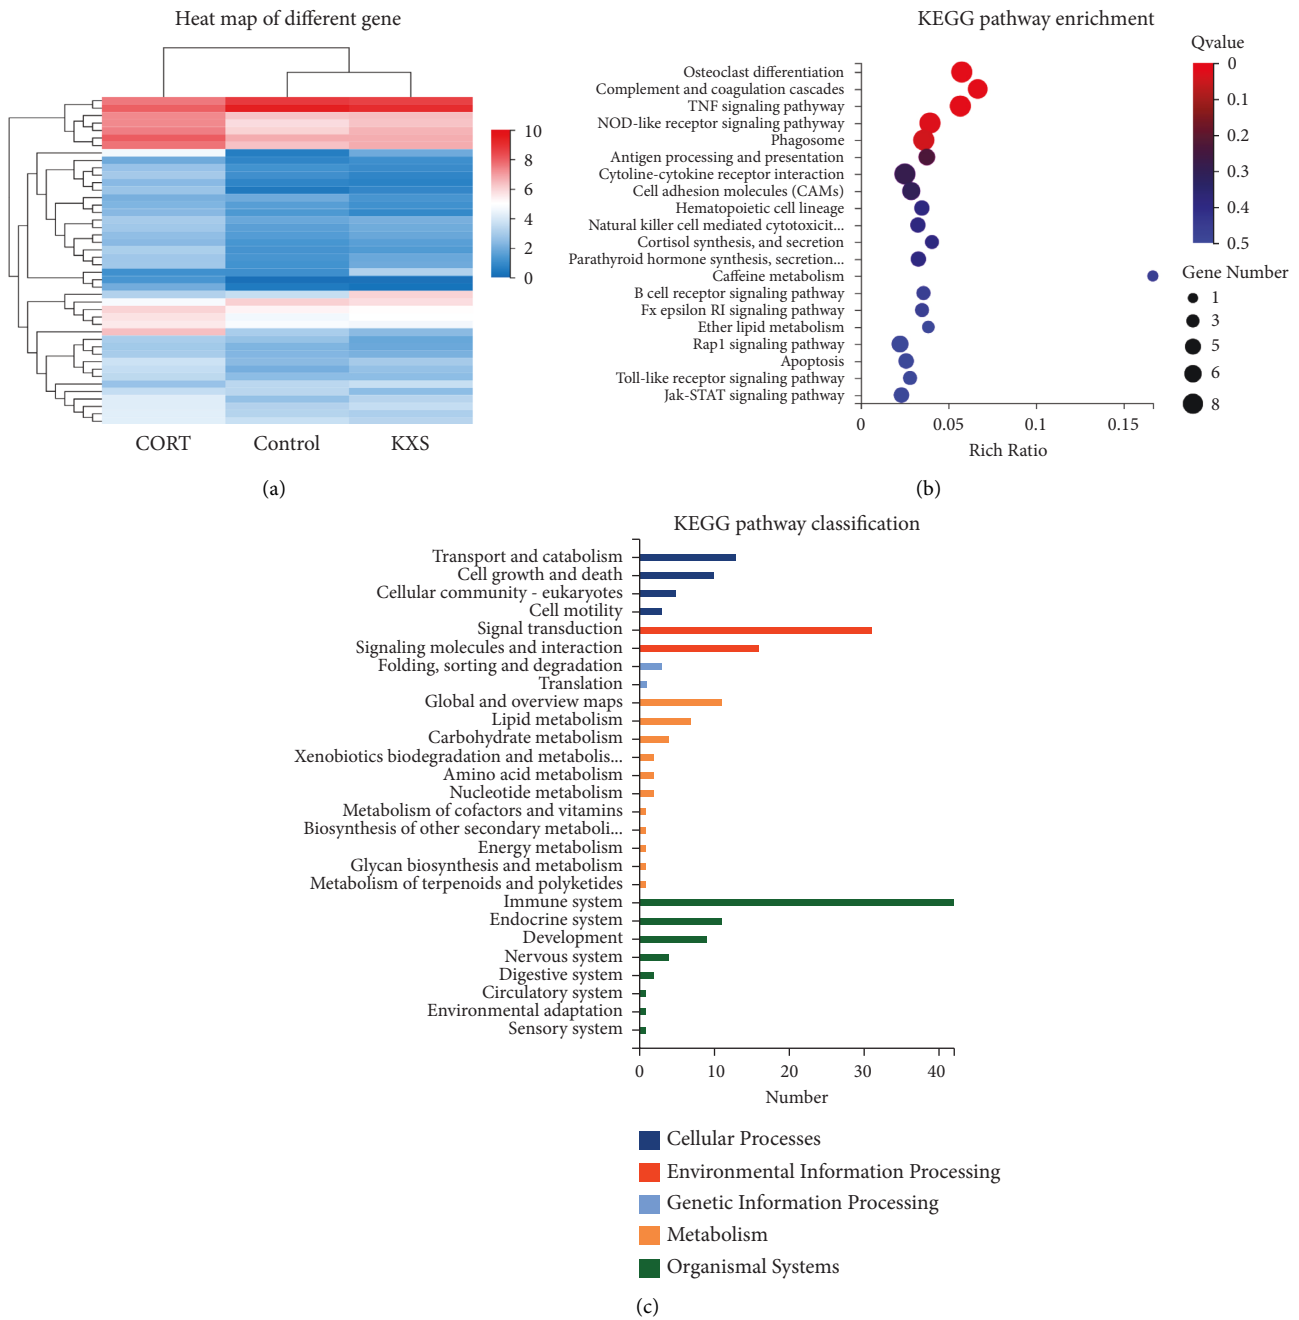 Heat map of different gene
10
8
6
4
2
0
CORT Control KXS
(a)
KEGG pathway enrichment
Osteoclast differentiation
Complement and coagulation cascades
TNF signaling pathyway
NOD-like receptor signaling pathyway
Phagosome
Antigen processing and presentation
Cytoline-cytokine receptor interaction
Cell adhesion molecules (CAMs)
Hematopoietic cell lineage
Natural killer cell mediated cytotoxicit...
Cortisol synthesis, and secretion
Parathyroid hormone synthesis, secretion...
Caffeine metabolism
B cell receptor signaling pathway
Fx epsilon RI signaling pathway
Ether lipid metabolism
Rap1 signaling pathway
Apoptosis
Toll-like receptor signaling pathway
Jak-STAT signaling pathway
0 0.05 0.1 0.15
Rich Ratio
Qvalue
0
0.1
0.2
0.3
0.4
0.5
Gene Number
1
3
5
6
8
(b)
KEGG pathway classification
Transport and catabolism
Cell growth and death
Cellular community - eukaryotes
Cell motility
Signal transduction
Signaling molecules and interaction
Folding, sorting and degradation
Translation
Global and overview maps
Lipid metabolism
Carbohydrate metabolism
Xenobiotics biodegradation and metabolis...
Amino acid metabolism
Nucleotide metabolism
Metabolism of cofactors and vitamins
Biosynthesis of other secondary metaboli...
Energy metabolism
Glycan biosynthesis and metabolism
Metabolism of terpenoids and polyketides
Immune system
Endocrine system
Development
Nervous system
Digestive system
Circulatory system
Environmental adaptation
Sensory system
0 10 20 30 40
Number
Cellular Processes
Environmental Information Processing
Genetic Information Processing
Metabolism
Organismal Systems
(c)